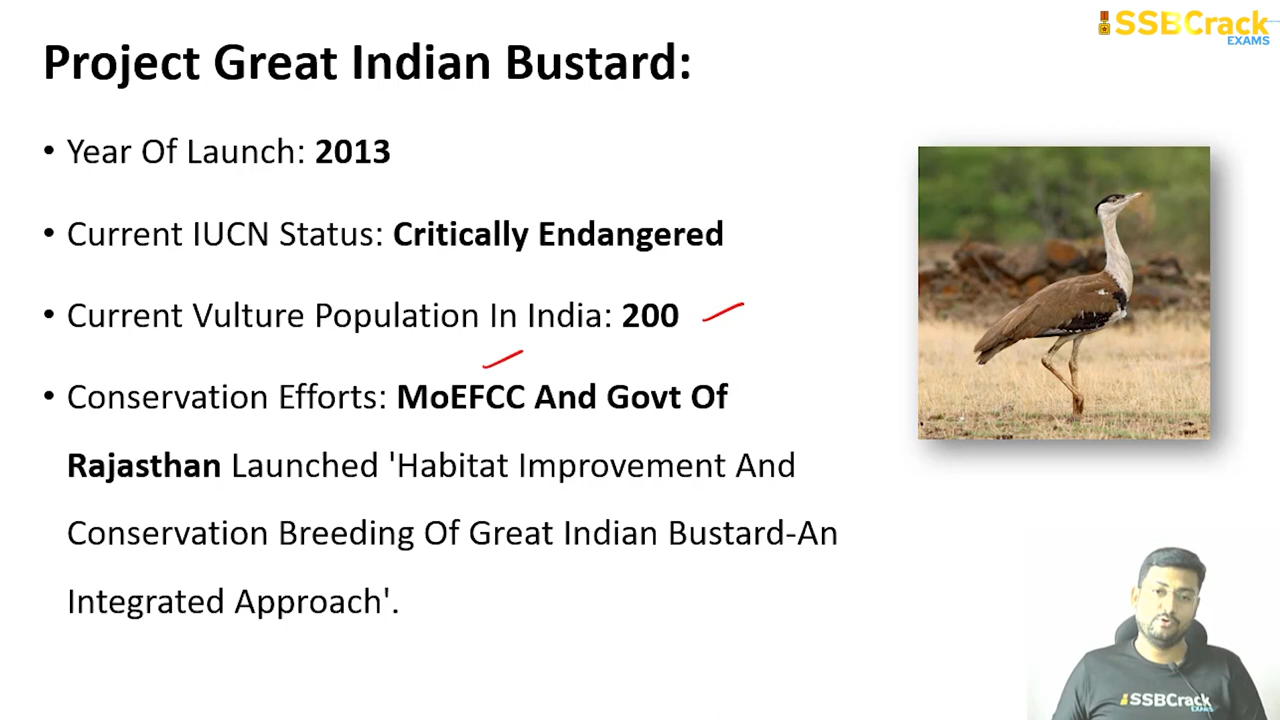 SSBCrack
EXAMS
Project Great Indian Bustard:
• Year Of Launch: 2013
• Current IUCN Status: Critically Endangered
• Current Vulture Population In India: 200
• Conservation Efforts: MoEFCC And Govt Of
Rajasthan Launched 'Habitat Improvement And
Conservation Breeding Of Great Indian Bustard-An
Integrated Approach'.
SSBCrack
EXAMS